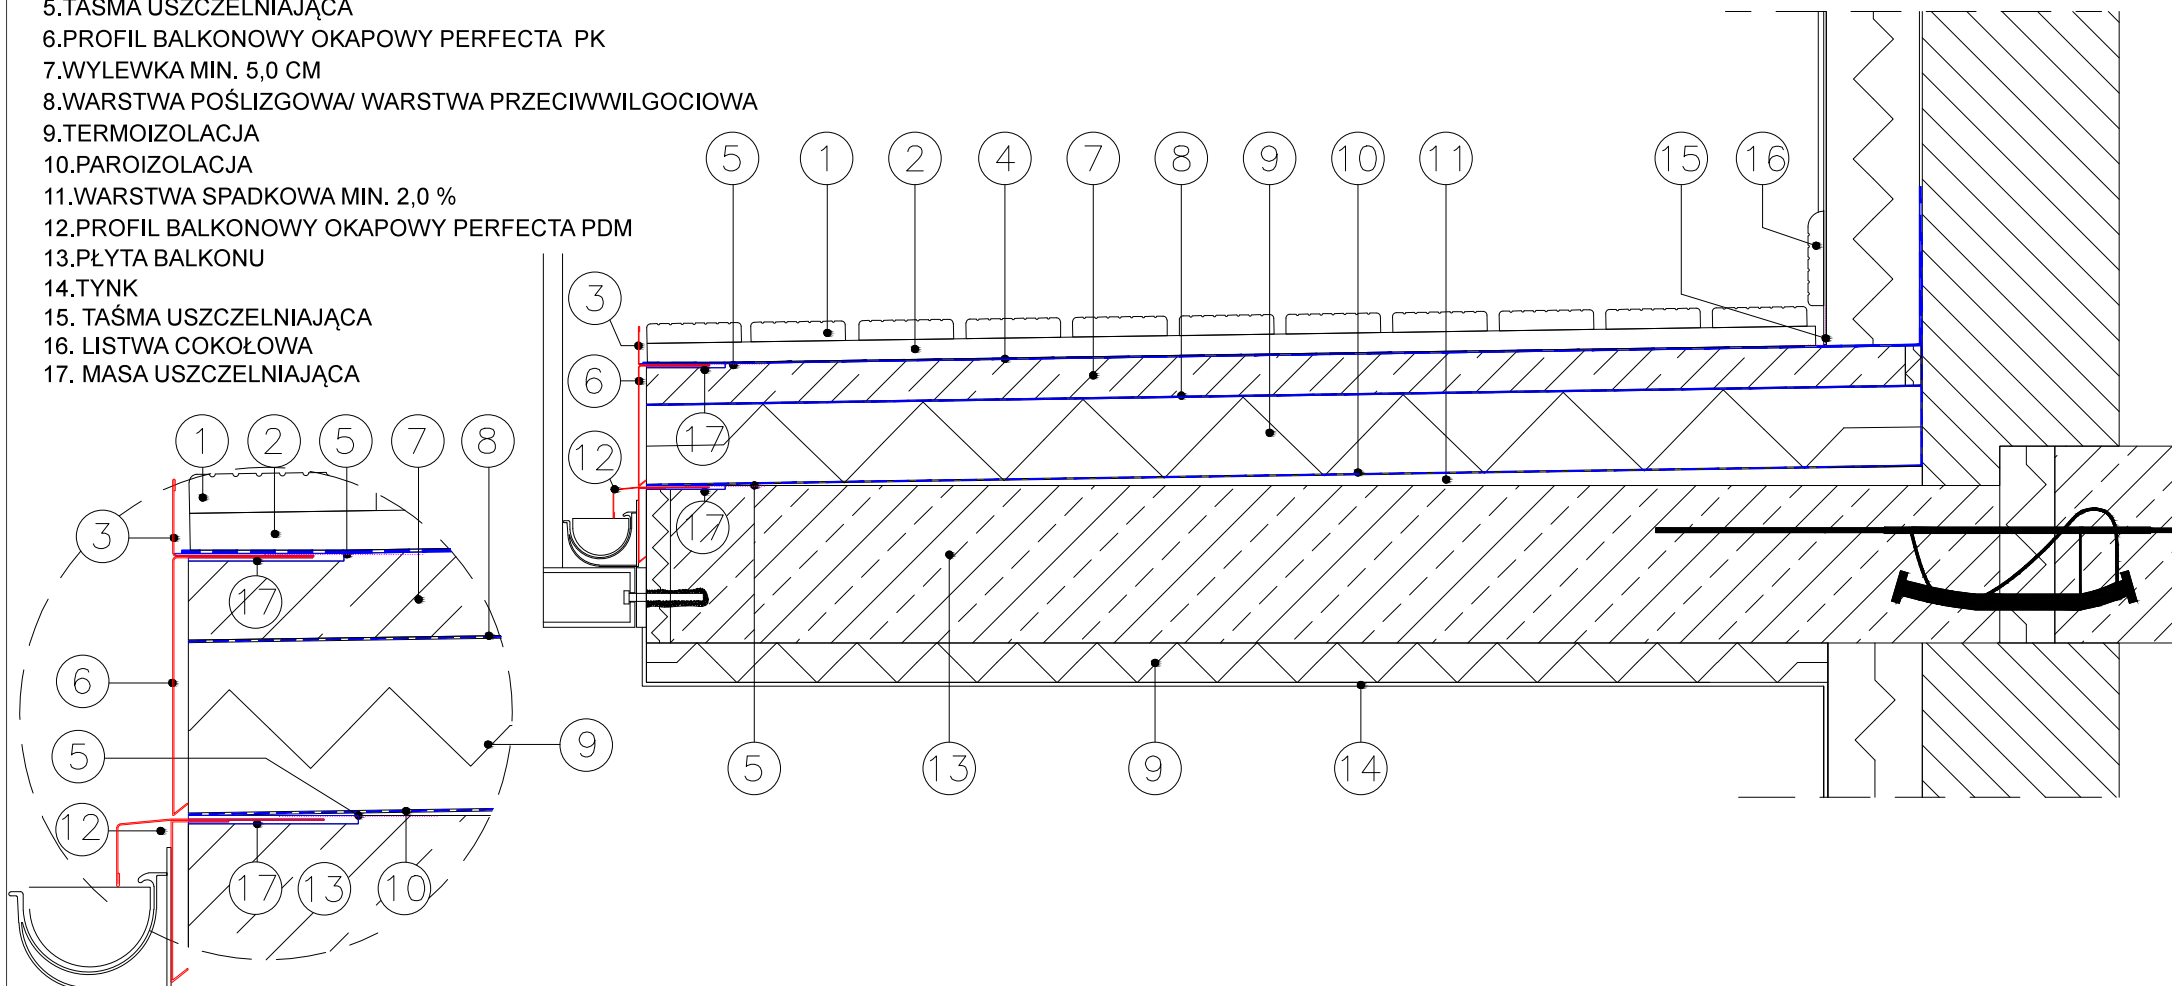 5.TAŚMA USZCZELNIAJĄCA
6.PROFIL BALKONOWY OKAPOWY PERFECTA PK
7.WYLEWKA MIN. 5,0 CM
8.WARSTWA POŚLIZGOWA/ WARSTWA PRZECIWWILGOCIOWA
9.TERMOIZOLACJA
10.PAROIZOLACJA
11.WARSTWA SPADKOWA MIN. 2,0 %
12.PROFIL BALKONOWY OKAPOWY PERFECTA PDM
13.PŁYTA BALKONU
14.TYNK
15. TAŚMA USZCZELNIAJĄCA
16. LISTWA COKOŁOWA
17. MASA USZCZELNIAJĄCA
5 1 2 4 7 8 9 10 11 15 16
3
6
17
12
17
5 13 9 14
1 2 5 7 8
3
17
6
5
9
12
17 13 10